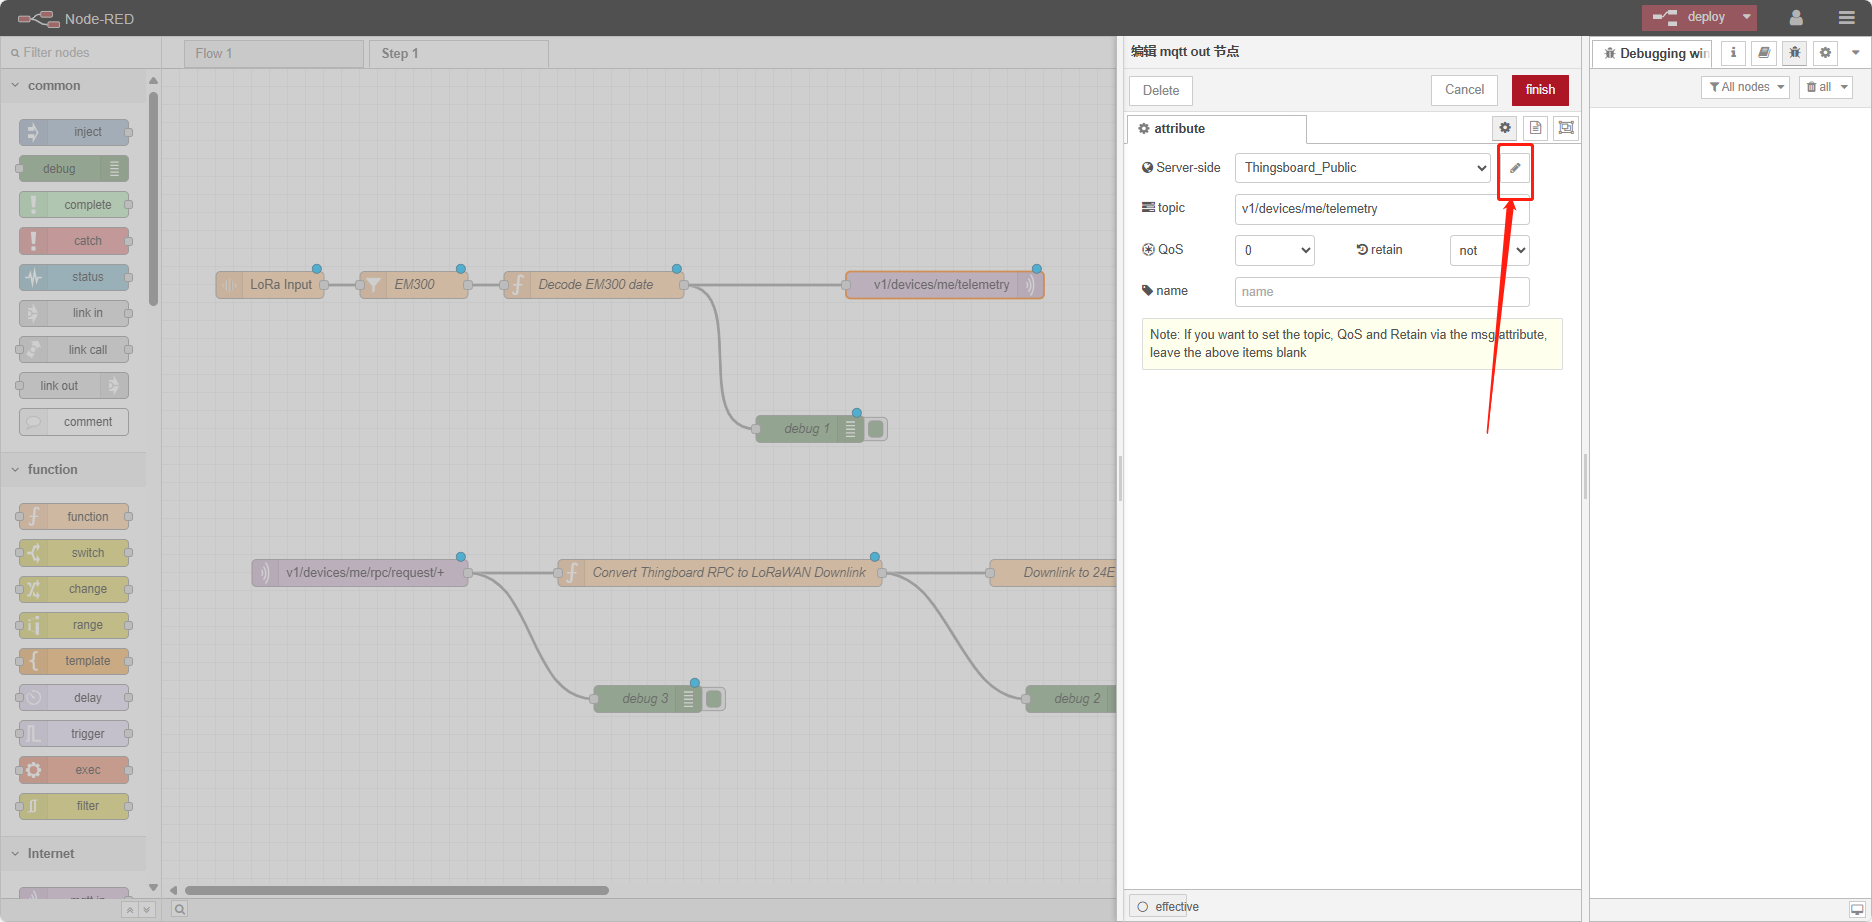 Node-RED
deploy
Filter nodes
Flow 1
Step 1
common
inject
debug
complete
catch
status
link in
link call
link out
comment
function
function
switch
change
range
template
delay
trigger
exec
filter
Internet
mqtt in
LoRa Input
EM300
Decode EM300 date
v1/devices/me/telemetry
debug 1
v1/devices/me/rpc/request/+
Convert Thingboard RPC to LoRaWAN Downlink
Downlink to 24E
debug 3
debug 2
编辑 mqtt out 节点
Delete
Cancel
finish
attribute
Server-side
Thingsboard_Public
topic
v1/devices/me/telemetry
QoS
0
retain
not
name
name
Note: If you want to set the topic, QoS and Retain via the msg attribute,
leave the above items blank
effective
Debugging win
All nodes
all